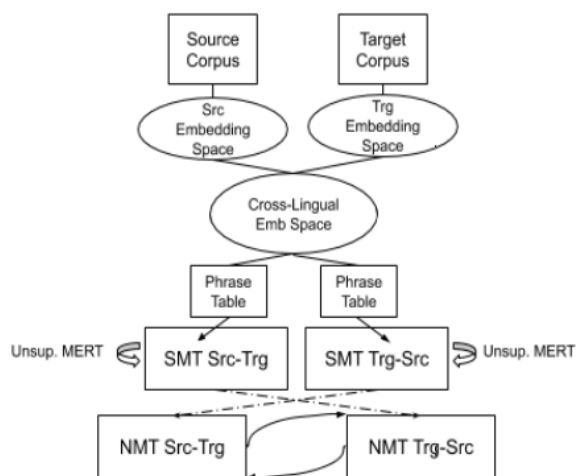 Source
Corpus
Target
Corpus
Src
Embedding
Space
Trg
Embedding
Space
Cross-Lingual
Emb Space
Phrase
Table
Phrase
Table
Unsup. MERT
SMT Src-Trg
SMT Trg-Src
Unsup. MERT
NMT Src-Trg
NMT Trg-Src